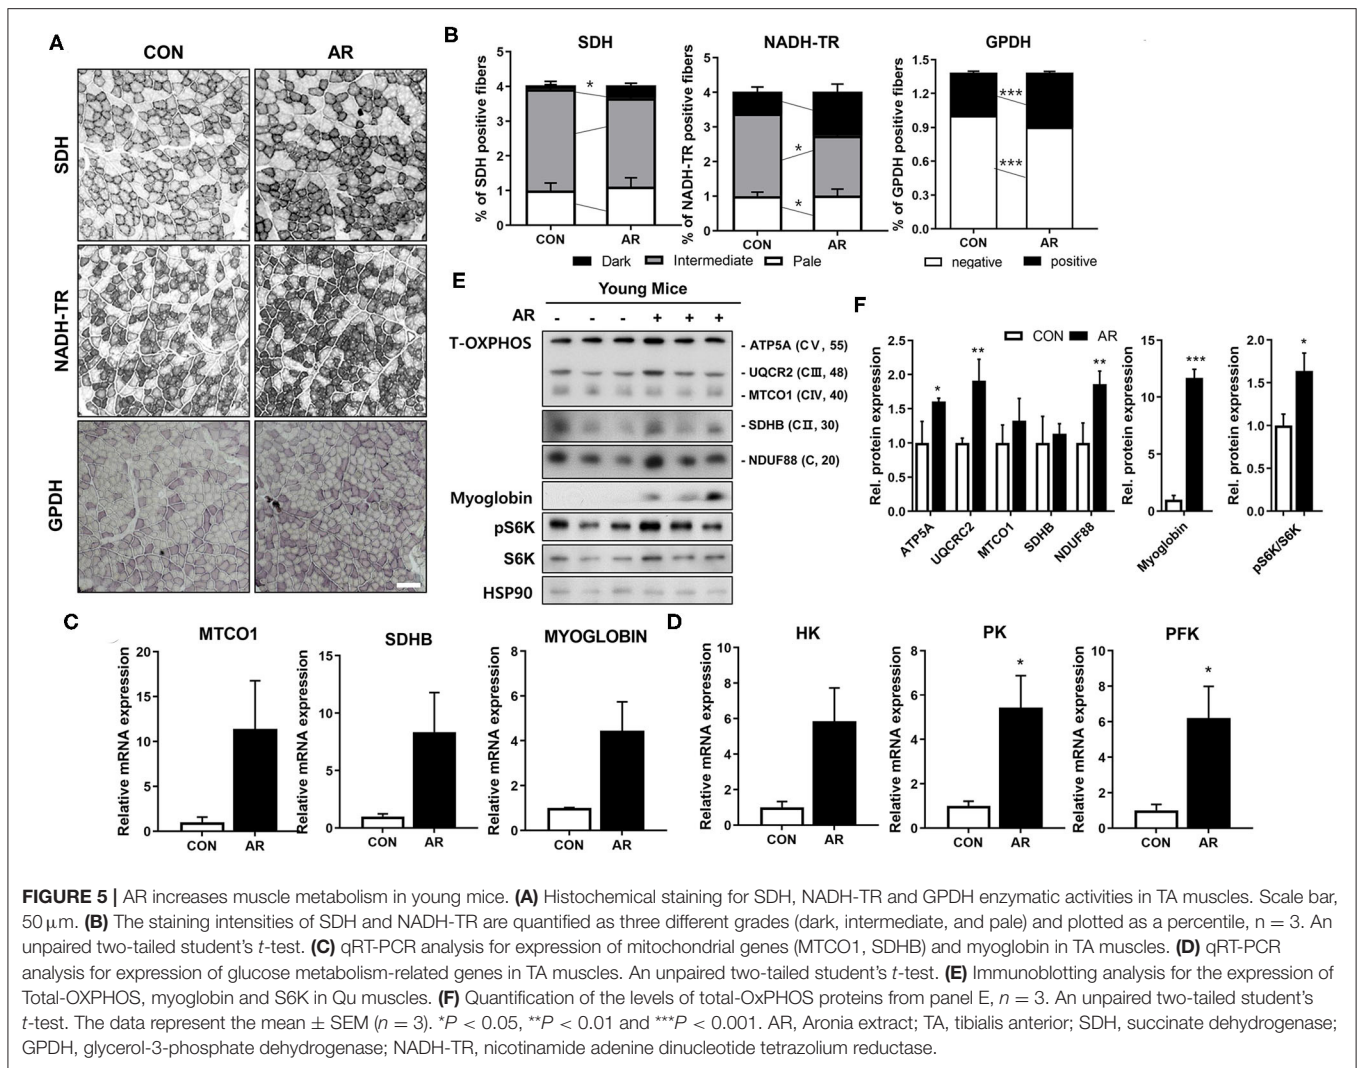 A
CON
AR
SDH
NADH-TR
GPDH
B
SDH
% of SDH positive fibers
5
4
3
2
1
0
*
CON
AR
NADH-TR
% of NADH-TR positive fibers
5
4
3
2
1
0
*
*
CON
AR
Dark
Intermediate
Pale
GPDH
% of GPDH positive fibers
1.5
1.2
0.9
0.6
0.3
0.0
***
***
CON
AR
negative
positive
E
Young Mice
AR - - - + + +
T-OXPHOS
- ATP5A (CV, 55)
- UQCR2 (CⅢ, 48)
- MTCO1 (CⅣ, 40)
- SDHB (CⅡ, 30)
- NDUF88 (C, 20)
Myoglobin
pS6K
S6K
HSP90
F
CON
AR
Rel. protein expression
2.5
2.0
1.5
1.0
0.5
0.0
*
**
**
ATP5A
UQCRC2
MTCO1
SDHB
NDUF88
Rel. protein expression
15
10
5
0
***
Myoglobin
Rel. protein expression
2.0
1.5
1.0
0.5
0.0
*
pS6K/S6K
C
MTCO1
Relative mRNA expression
20
15
10
5
0
CON
AR
SDHB
Relative mRNA expression
15
10
5
0
CON
AR
MYOGLOBIN
Relative mRNA expression
8
6
4
2
0
CON
AR
D
HK
Relative mRNA expression
10
8
6
4
2
0
CON
AR
PK
Relative mRNA expression
8
6
4
2
0
*
CON
AR
PFK
Relative mRNA expression
10
8
6
4
2
0
*
CON
AR
FIGURE 5 | AR increases muscle metabolism in young mice. (A) Histochemical staining for SDH, NADH-TR and GPDH enzymatic activities in TA muscles. Scale bar,
50 μm. (B) The staining intensities of SDH and NADH-TR are quantified as three different grades (dark, intermediate, and pale) and plotted as a percentile, n = 3. An
unpaired two-tailed student's t-test. (C) qRT-PCR analysis for expression of mitochondrial genes (MTCO1, SDHB) and myoglobin in TA muscles. (D) qRT-PCR
analysis for expression of glucose metabolism-related genes in TA muscles. An unpaired two-tailed student's t-test. (E) Immunoblotting analysis for the expression of
Total-OXPHOS, myoglobin and S6K in Qu muscles. (F) Quantification of the levels of total-OxPHOS proteins from panel E, n = 3. An unpaired two-tailed student's
t-test. The data represent the mean ± SEM (n = 3). *P < 0.05, **P < 0.01 and ***P < 0.001. AR, Aronia extract; TA, tibialis anterior; SDH, succinate dehydrogenase;
GPDH, glycerol-3-phosphate dehydrogenase; NADH-TR, nicotinamide adenine dinucleotide tetrazolium reductase.